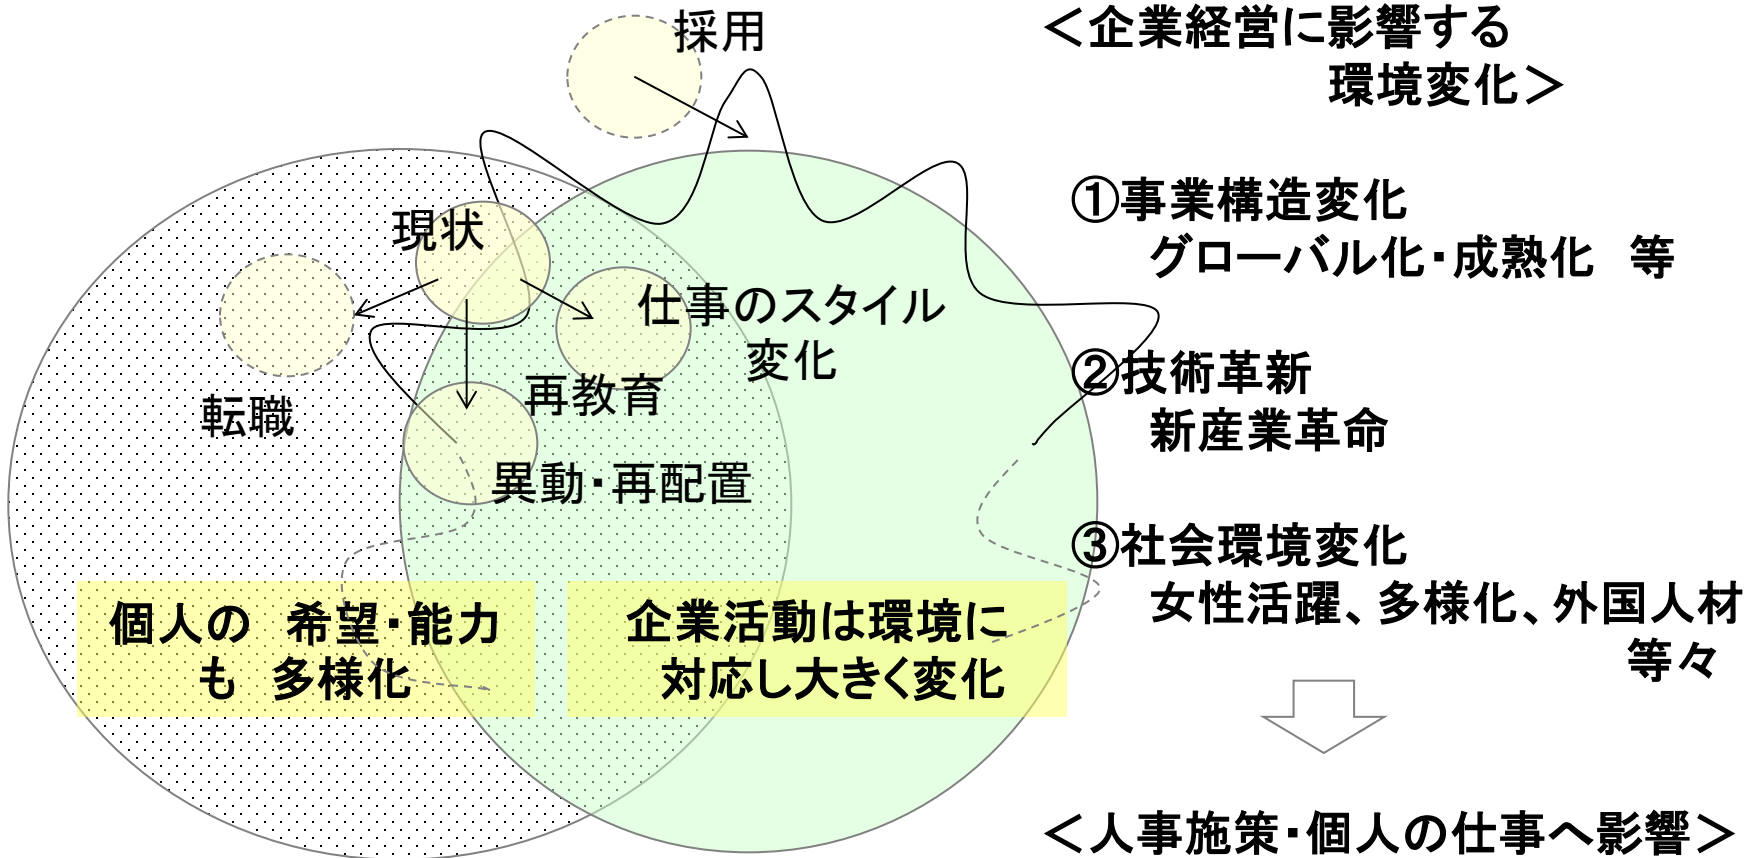 採用
現状
転職
仕事のスタイル
変化
再教育
異動・再配置
個人の　希望・能力
も　多様化
企業活動は環境に
対応し大きく変化
＜企業経営に影響する
環境変化＞
①事業構造変化
グローバル化・成熟化　等
②技術革新
新産業革命
③社会環境変化
女性活躍、多様化、外国人材
等々
＜人事施策・個人の仕事へ影響＞